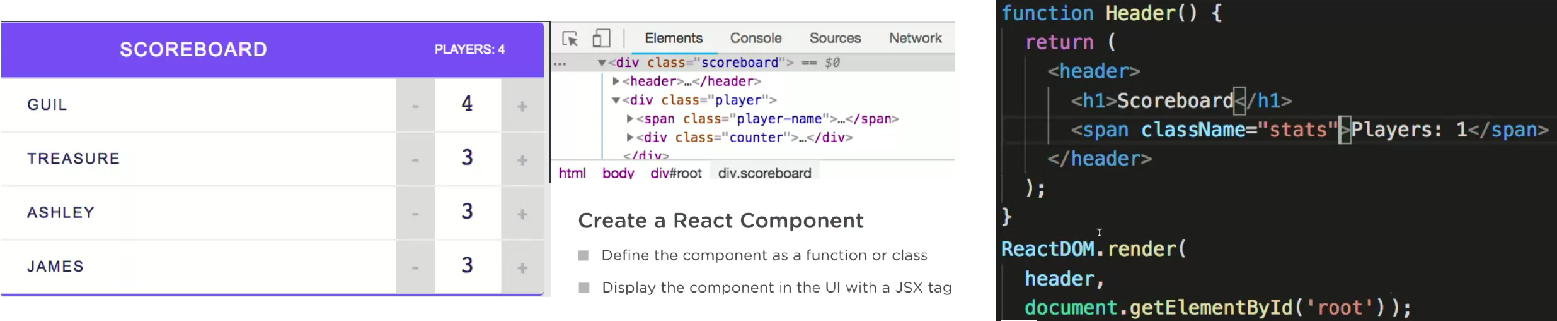 SCOREBOARD PLAYERS: 4
GUIL - 4 +
TREASURE - 3 +
ASHLEY - 3 +
JAMES - 3 +
Elements Console Sources Network
… ▼<div class="scoreboard"> == $0
▶<header>…</header>
▼<div class="player">
▶<span class="player-name">…</span>
▶<div class="counter">…</div>
</div>
html body div#root div.scoreboard
Create a React Component
Define the component as a function or class
Display the component in the UI with a JSX tag
function Header() {
return (
<header>
<h1>Scoreboard</h1>
<span className="stats">Players: 1</span>
</header>
);
}
ReactDOM.render(
header,
document.getElementById('root'));